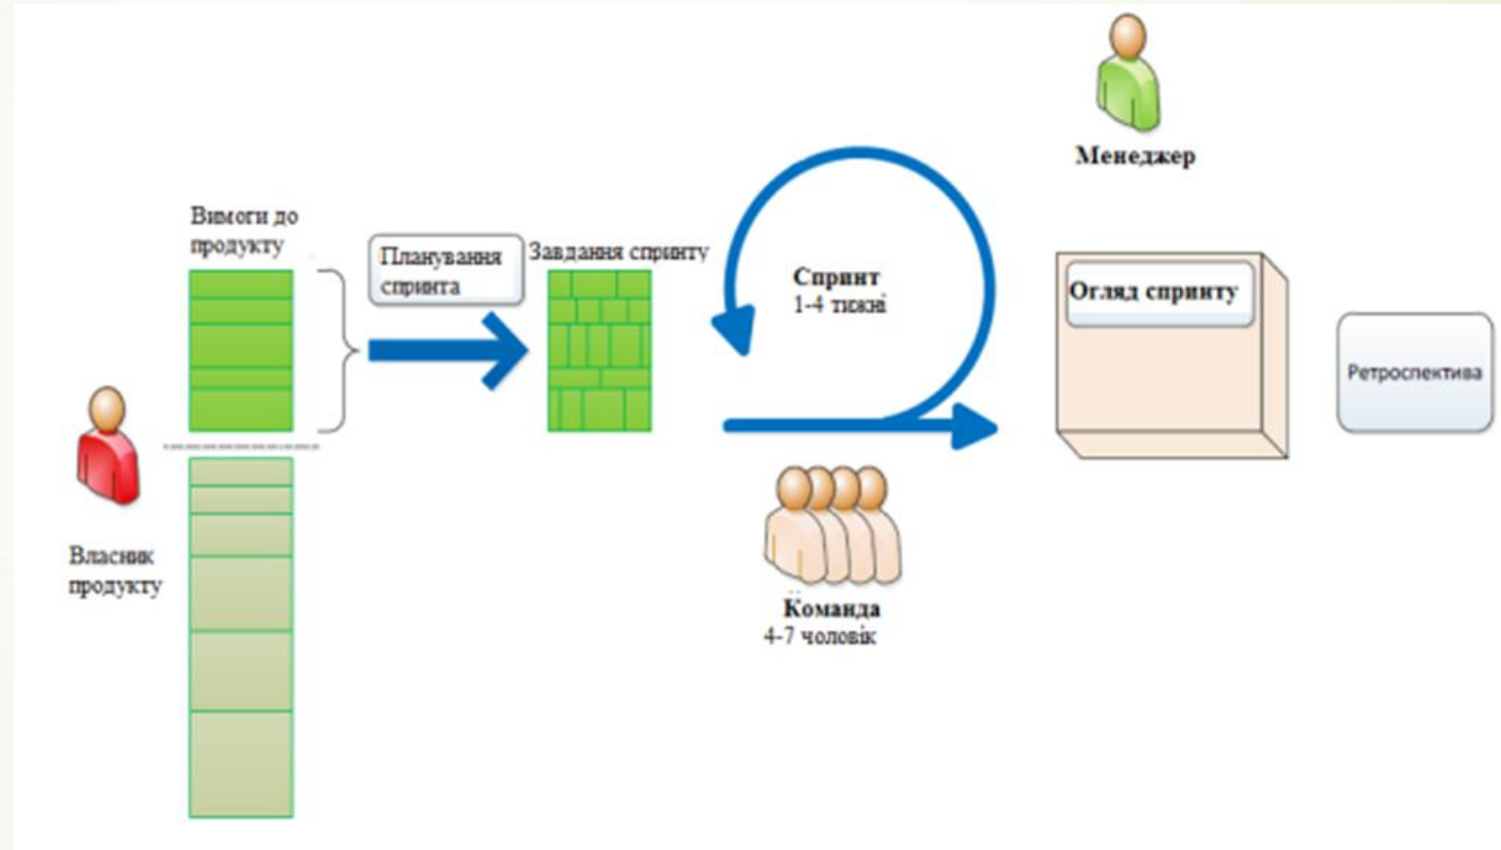 Менеджер
Вимоги до
продукту
Планування
спринта
Завдання спринту
Спринт
1-4 тижні
Огляд спринту
Ретроспектива
Власник
продукту
Команда
4-7 чоловік